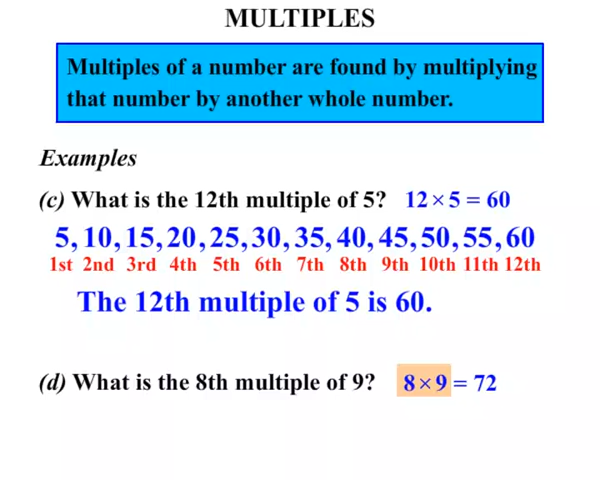 MULTIPLES
Multiples of a number are found by multiplying
that number by another whole number.
Examples
(c) What is the 12th multiple of 5? 12 × 5 = 60
5, 10, 15, 20, 25, 30, 35, 40, 45, 50, 55, 60
1st 2nd 3rd 4th 5th 6th 7th 8th 9th 10th 11th 12th
The 12th multiple of 5 is 60.
(d) What is the 8th multiple of 9? 8 × 9 = 72